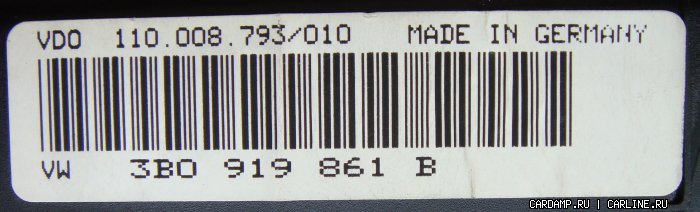 VDO 110.008.793/010 MADE IN GERMANY
VW 3B0 919 861 B
CARDAMP.RU | CARLINE.RU